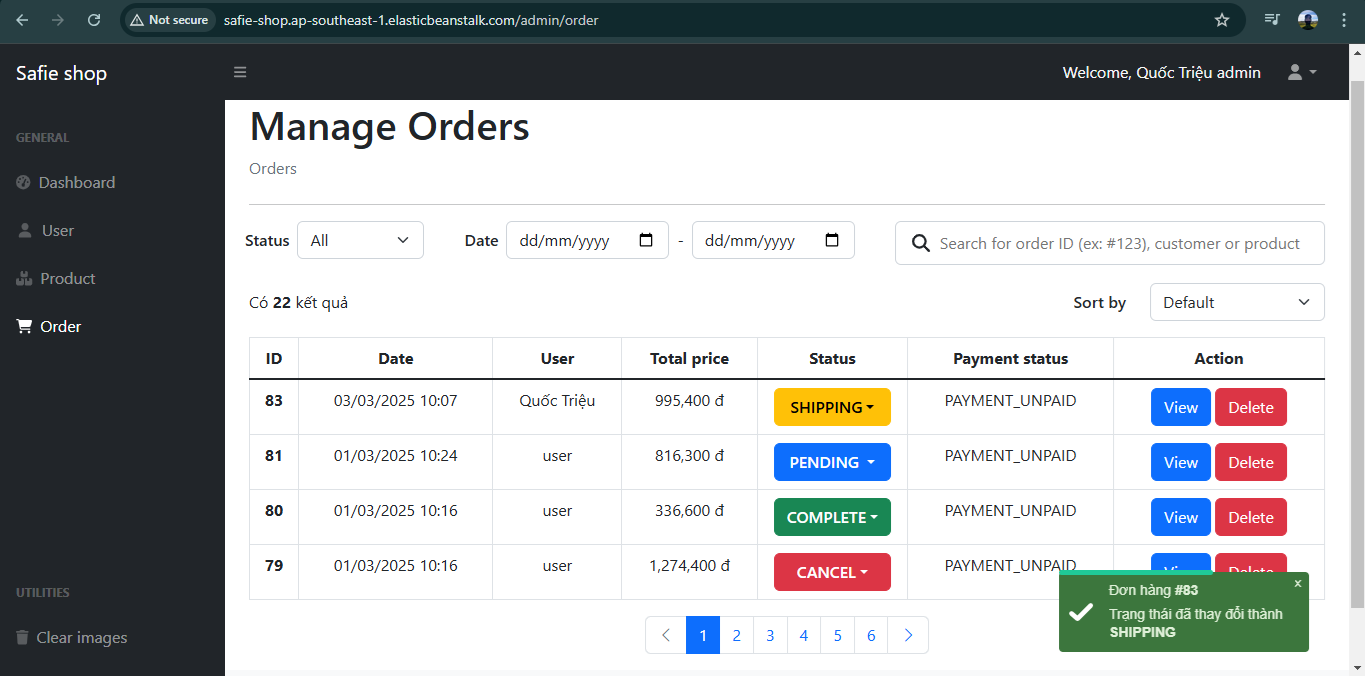 Not secure
safie-shop.ap-southeast-1.elasticbeanstalk.com/admin/order
Safie shop
Welcome, Quốc Triệu admin
GENERAL
Dashboard
User
Product
Order
UTILITIES
Clear images
Manage Orders
Orders
Status All Date dd/mm/yyyy - dd/mm/yyyy Search for order ID (ex: #123), customer or product
Có 22 kết quả Sort by Default
ID Date User Total price Status Payment status Action
83 03/03/2025 10:07 Quốc Triệu 995,400 đ SHIPPING PAYMENT_UNPAID View Delete
81 01/03/2025 10:24 user 816,300 đ PENDING PAYMENT_UNPAID View Delete
80 01/03/2025 10:16 user 336,600 đ COMPLETE PAYMENT_UNPAID View Delete
79 01/03/2025 10:16 user 1,274,400 đ CANCEL PAYMENT_UNPAID View Delete
1 2 3 4 5 6
Đơn hàng #83 x
Trạng thái đã thay đổi thành
SHIPPING